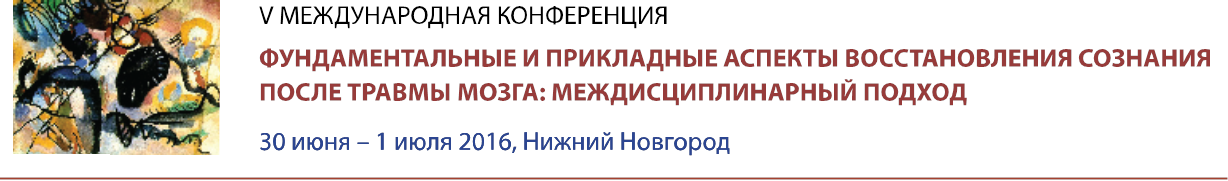 V МЕЖДУНАРОДНАЯ КОНФЕРЕНЦИЯ
ФУНДАМЕНТАЛЬНЫЕ И ПРИКЛАДНЫЕ АСПЕКТЫ ВОССТАНОВЛЕНИЯ СОЗНАНИЯ
ПОСЛЕ ТРАВМЫ МОЗГА: МЕЖДИСЦИПЛИНАРНЫЙ ПОДХОД
30 июня – 1 июля 2016, Нижний Новгород